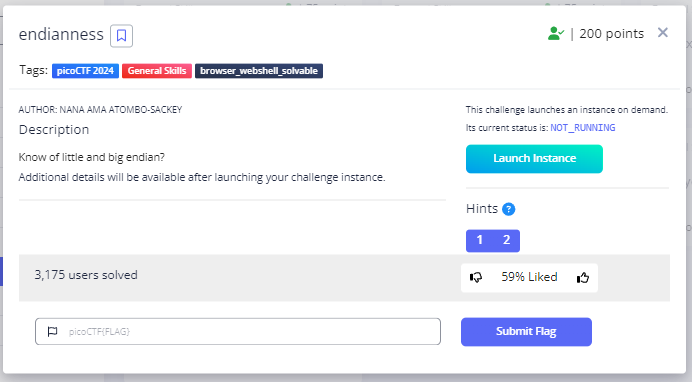 endianness
| 200 points
Tags: picoCTF 2024 General Skills browser_webshell_solvable
AUTHOR: NANA AMA ATOMBO-SACKEY
Description
Know of little and big endian?
Additional details will be available after launching your challenge instance.
This challenge launches an instance on demand.
Its current status is: NOT_RUNNING
Launch Instance
Hints ?
1 2
3,175 users solved
59% Liked
picoCTF{FLAG}
Submit Flag